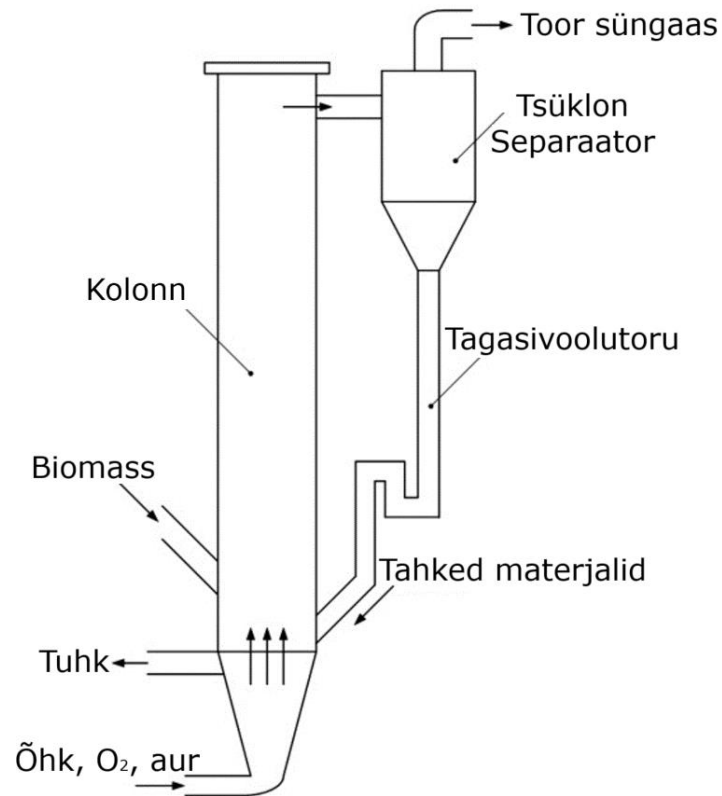 Toor süngaas
Tsüklon
Separaator
Kolonn
Tagasivoolutoru
Biomass
Tahked materjalid
Tuhk
Õhk, O₂, aur